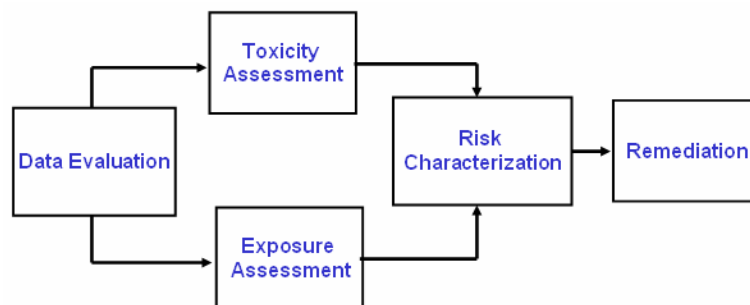 Toxicity
Assessment
Data Evaluation
Risk
Characterization
Remediation
Exposure
Assessment